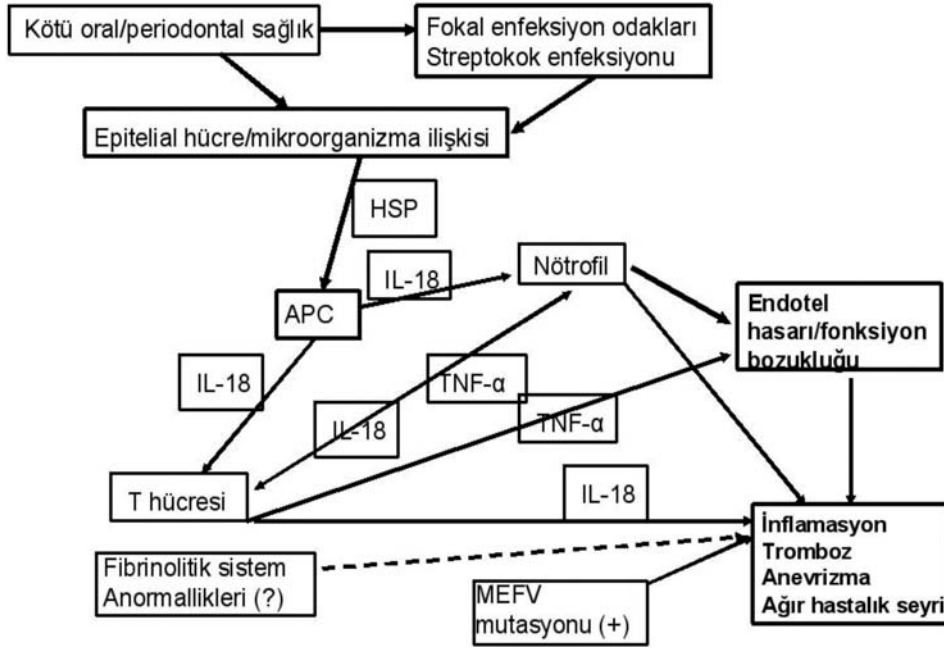 Kötü oral/periodontal sağlık
Fokal enfeksiyon odakları
Streptokok enfeksiyonu
Epitelial hücre/mikroorganizma ilişkisi
HSP
Nötrofil
IL-18
APC
Endotel
hasarı/fonksiyon
bozukluğu
IL-18
TNF-α
IL-18
TNF-α
T hücresi
IL-18
İnflamasyon
Tromboz
Anevrizma
Ağır hastalık seyri
Fibrinolitik sistem
Anormallikleri (?)
MEFV
mutasyonu (+)